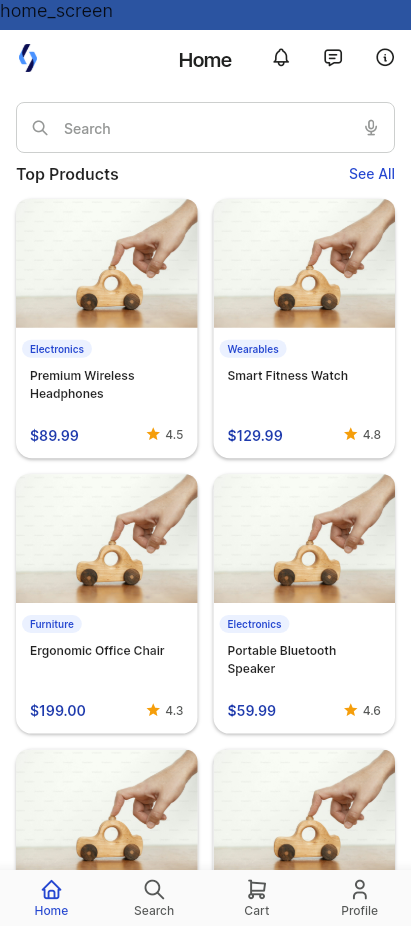 home_screen
Home
Search
Top Products
See All
Electronics
Premium Wireless
Headphones
$89.99
4.5
Wearables
Smart Fitness Watch
$129.99
4.8
Furniture
Ergonomic Office Chair
$199.00
4.3
Electronics
Portable Bluetooth
Speaker
$59.99
4.6
Home
Search
Cart
Profile